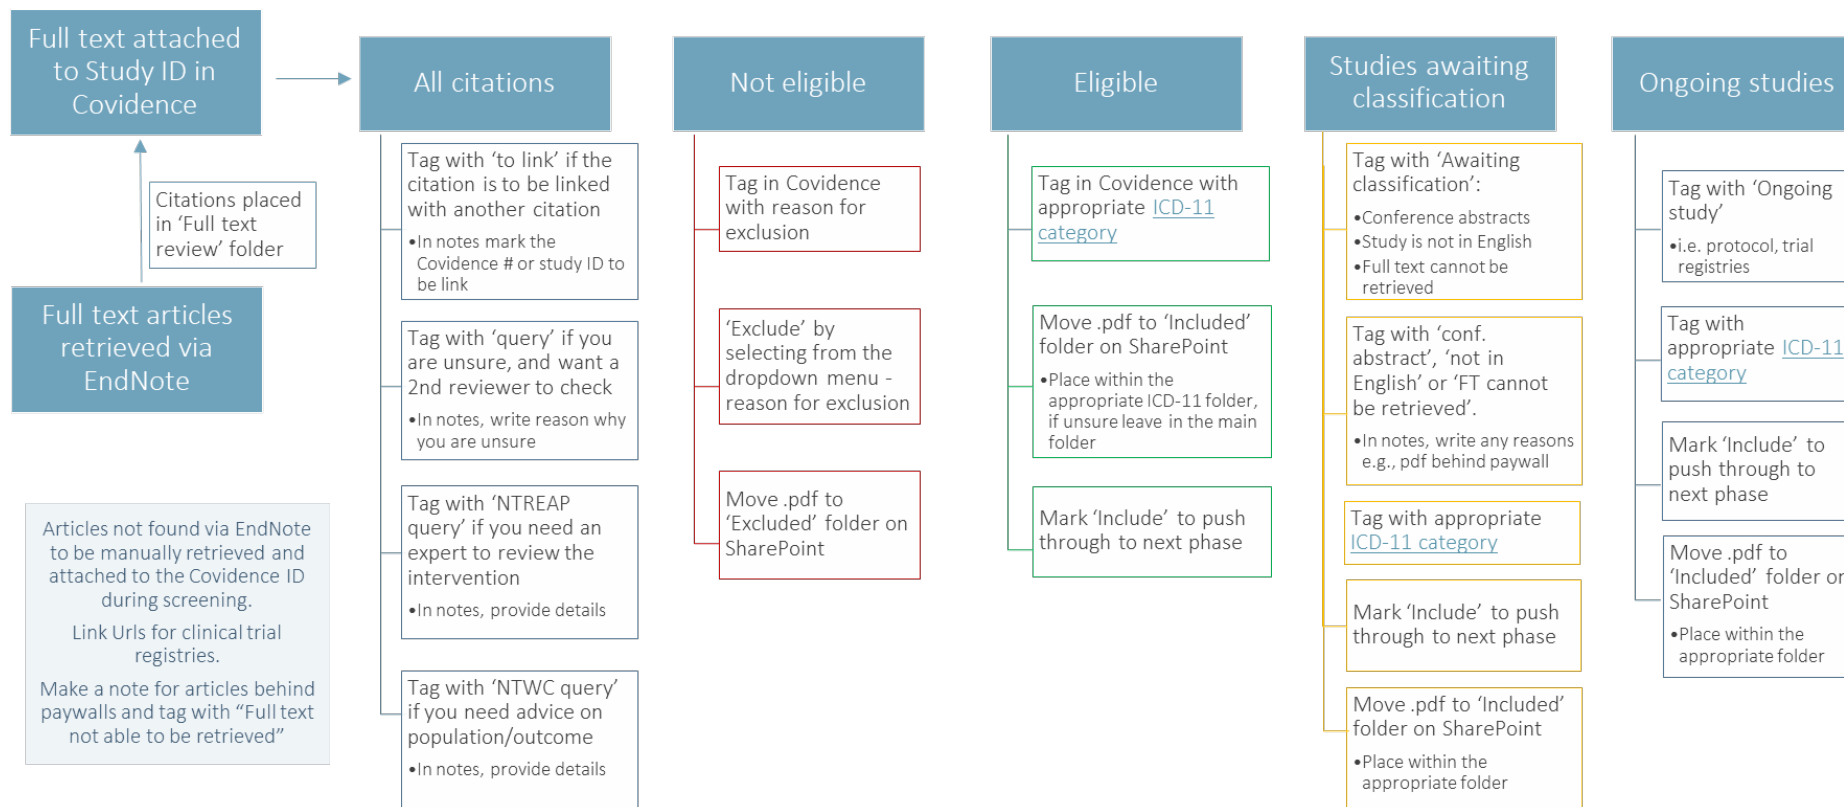 Full text attached
to Study ID in
Covidence
Citations placed
in ‘Full text
review’ folder
Full text articles
retrieved via
EndNote
Articles not found via EndNote
to be manually retrieved and
attached to the Covidence ID
during screening.
Link Urls for clinical trial
registries.
Make a note for articles behind
paywalls and tag with “Full text
not able to be retrieved”
All citations
Tag with ‘to link’ if the
citation is to be linked
with another citation
•In notes mark the
Covidence # or study ID to
be link
Tag with ‘query’ if you
are unsure, and want a
2nd reviewer to check
•In notes, write reason why
you are unsure
Tag with ‘NTREAP
query’ if you need an
expert to review the
intervention
•In notes, provide details
Tag with ‘NTWC query’
if you need advice on
population/outcome
•In notes, provide details
Not eligible
Tag in Covidence
with reason for
exclusion
‘Exclude’ by
selecting from the
dropdown menu -
reason for exclusion
Move .pdf to
‘Excluded’ folder on
SharePoint
Eligible
Tag in Covidence with
appropriate ICD-11
category
Move .pdf to ‘Included’
folder on SharePoint
•Place within the
appropriate ICD-11 folder,
if unsure leave in the main
folder
Mark ‘Include’ to push
through to next phase
Studies awaiting
classification
Tag with ‘Awaiting
classification’:
•Conference abstracts
•Study is not in English
•Full text cannot be
retrieved
Tag with ‘conf.
abstract’, ‘not in
English’ or ‘FT cannot
be retrieved’.
•In notes, write any reasons
e.g., pdf behind paywall
Tag with appropriate
ICD-11 category
Mark ‘Include’ to push
through to next phase
Move .pdf to ‘Included’
folder on SharePoint
•Place within the
appropriate folder
Ongoing studies
Tag with ‘Ongoing
study’
•i.e. protocol, trial
registries
Tag with
appropriate ICD-11
category
Mark ‘Include’ to
push through to
next phase
Move .pdf to
‘Included’ folder on
SharePoint
•Place within the
appropriate folder